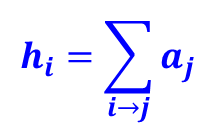 h_i = \sum_{i \to j} a_j